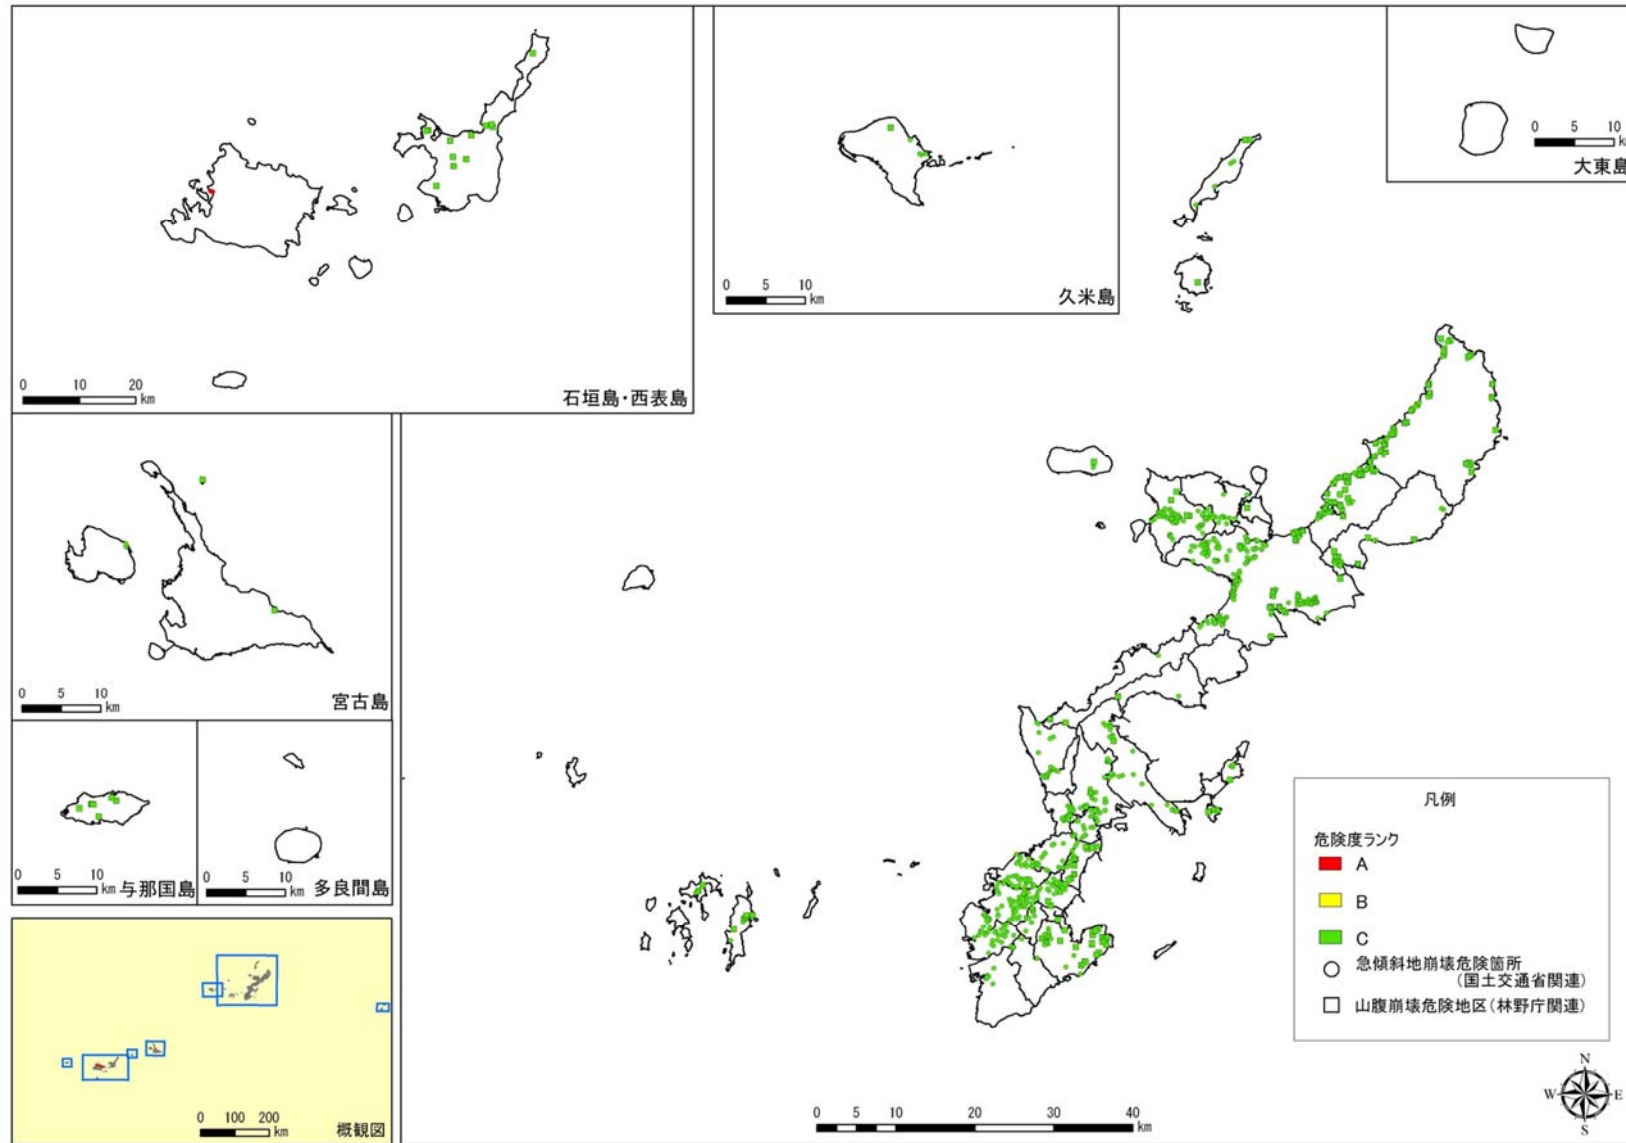 0 10 20 km
石垣島・西表島
0 5 10 km
久米島
0 5 10 km
大東島
0 5 10 km
宮古島
0 5 10 km
与那国島
0 5 10 km
多良間島
0 100 200 km
概観図
凡例
危険度ランク
A
B
C
急傾斜地崩壊危険箇所
(国土交通省関連)
山腹崩壊危険地区(林野庁関連)
N
W E
S
0 5 10 20 30 40
km